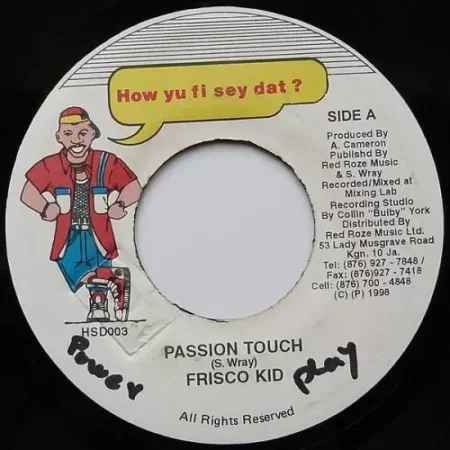 How yu fi sey dat ?
SIDE A
Produced By
A. Cameron
Publishd By
Red Roze Music
& S. Wray
Recorded/Mixed at
Mixing Lab
Recording Studio
By Collin "Bulby" York
Distributed By
Red Roze Music Ltd.
53 Lady Musgrave Road
Kgn. 10 Ja.
Tel: (876) 927 - 7848 /
Fax: (876)927 - 7418
Cell: (876) 700 - 4848
(C) (P) 1998
HSD003
Power
PASSION TOUCH
(S. Wray)
FRISCO KID
play
All Rights Reserved